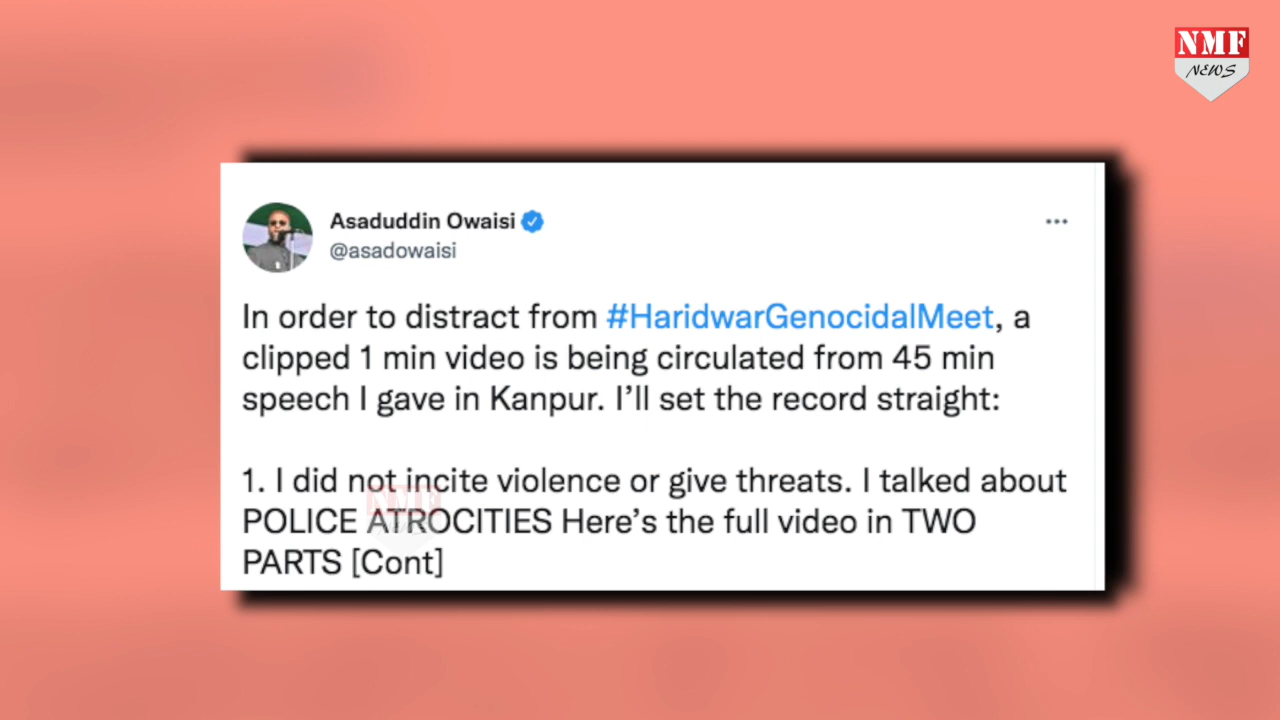 NMF
NEWS
Asaduddin Owaisi
@asadowaisi
In order to distract from #HaridwarGenocidalMeet, a
clipped 1 min video is being circulated from 45 min
speech I gave in Kanpur. I’ll set the record straight:
1. I did not incite violence or give threats. I talked about
POLICE ATROCITIES Here’s the full video in TWO
PARTS [Cont]
NMF
NEWS